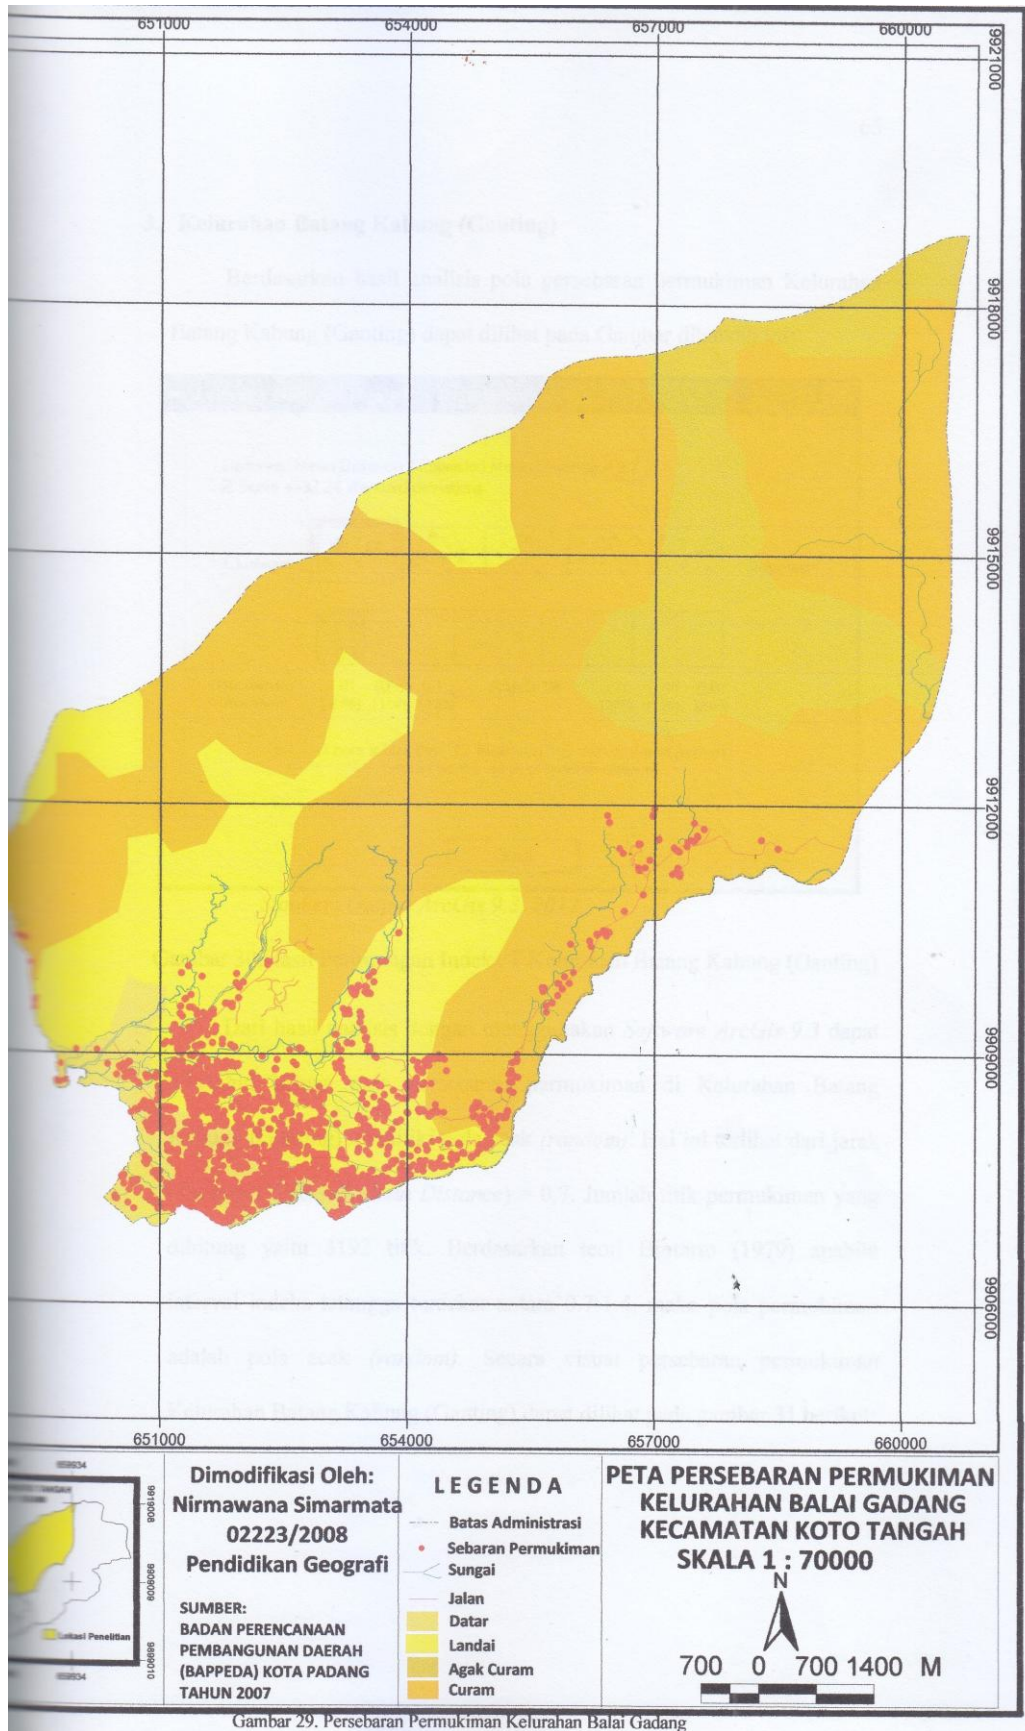 651000
654000
657000
660000
9921000
9918000
9915000
9912000
9909000
9906000
651000
654000
657000
660000
Lokasi Penelitian
Dimodifikasi Oleh:
Nirmawana Simarmata
02223/2008
Pendidikan Geografi
SUMBER:
BADAN PERENCANAAN
PEMBANGUNAN DAERAH
(BAPPEDA) KOTA PADANG
TAHUN 2007
LEGENDA
Batas Administrasi
Sebaran Permukiman
Sungai
Jalan
Datar
Landai
Agak Curam
Curam
PETA PERSEBARAN PERMUKIMAN
KELURAHAN BALAI GADANG
KECAMATAN KOTO TANGAH
SKALA 1 : 70000
N
700 0 700 1400 M
Gambar 29. Persebaran Permukiman Kelurahan Balai Gadang